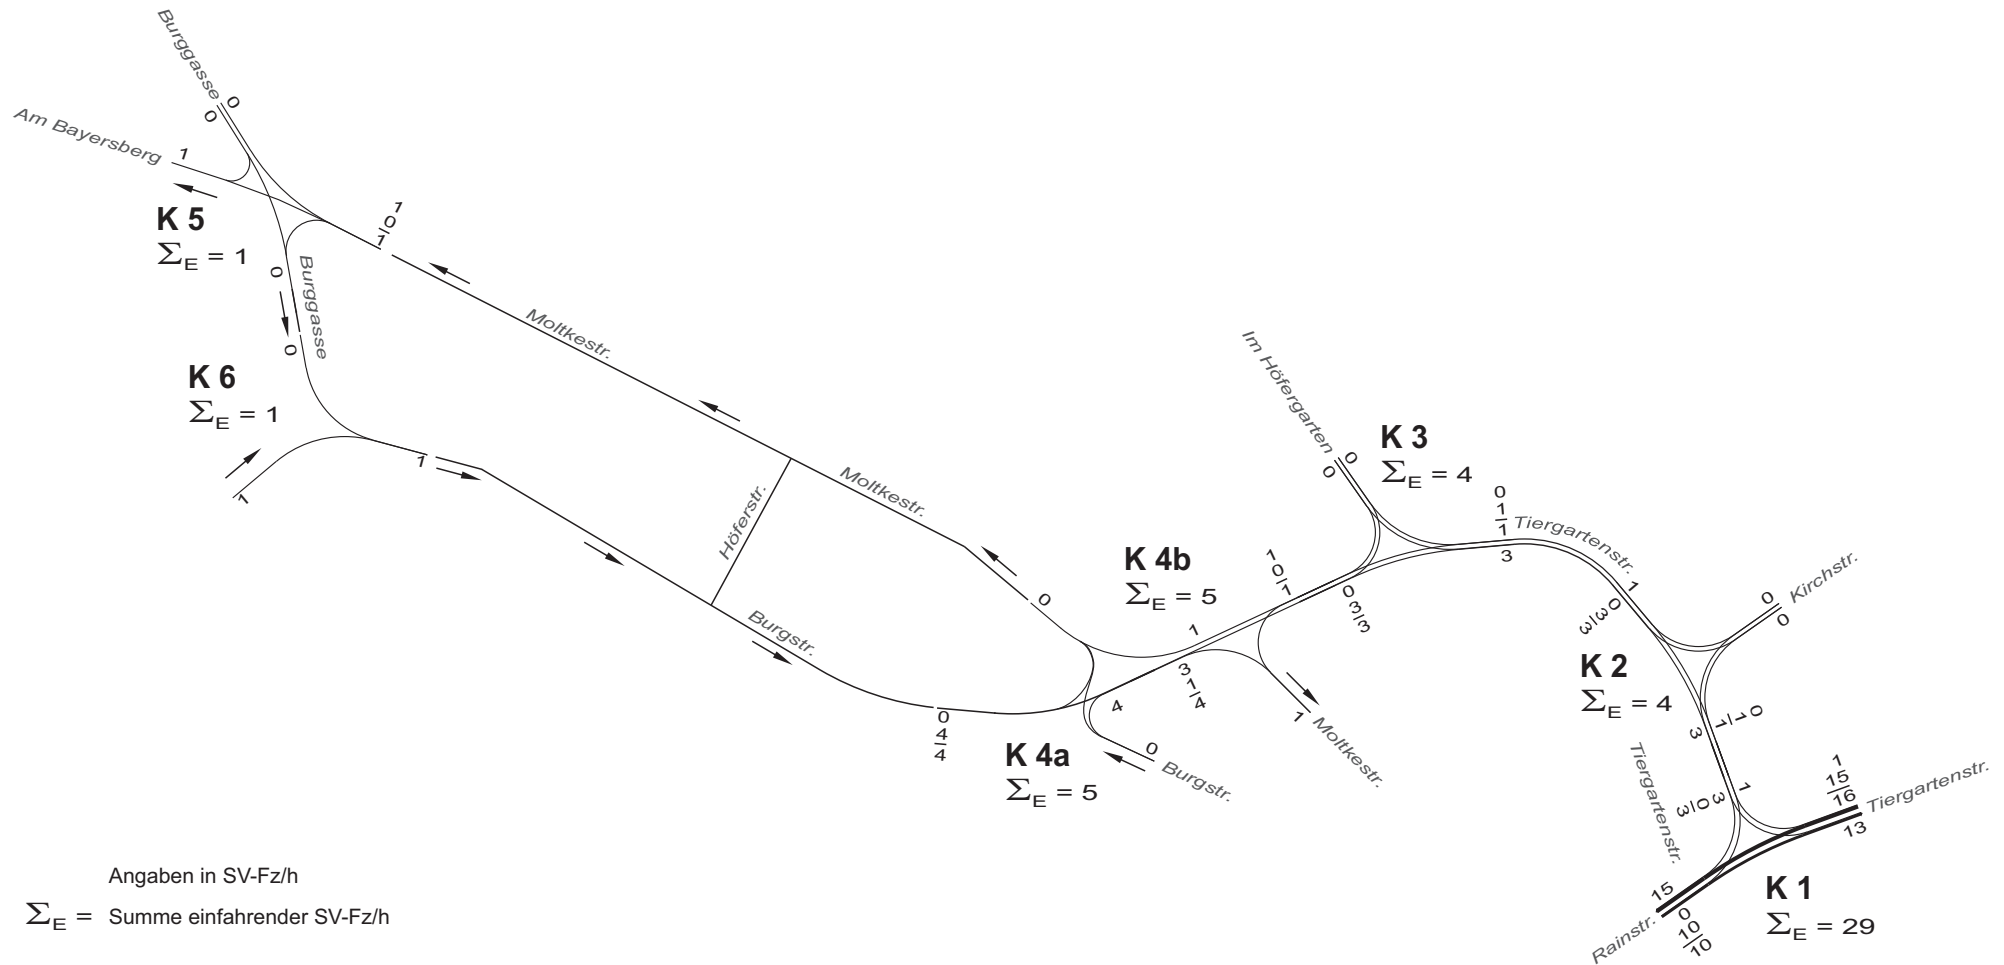 Burggasse
0
0
Am Bayersberg
1
K 5
ΣE = 1
1
0
1
0
Burggasse
0
K 6
ΣE = 1
1
1
Moltkestr.
Höferstr.
Moltkestr.
Burgstr.
0
4
4
0
K 4a
ΣE = 5
4
0
Burgstr.
K 4b
ΣE = 5
1
3
1
4
1
0
1
0
3
3
1
Moltkestr.
Im Höfergarten
0
0
K 3
ΣE = 4
0
1
1
3
Tiergartenstr.
1
0
3
3
Kirchstr.
0
0
K 2
ΣE = 4
3
0
1
1
Tiergartenstr.
1
3
0
3
1
15
16
Tiergartenstr.
13
15
0
10
10
Rainstr.
K 1
ΣE = 29
Angaben in SV-Fz/h
ΣE = Summe einfahrender SV-Fz/h